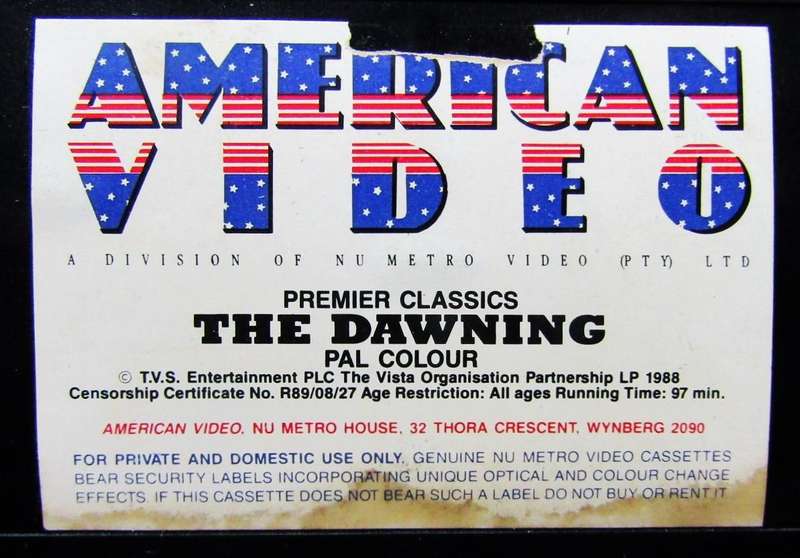 AMERICAN
VIDEO
A DIVISION OF NU METRO VIDEO (PTY) LTD
PREMIER CLASSICS
THE DAWNING
PAL COLOUR
© T.V.S. Entertainment PLC The Vista Organisation Partnership LP 1988
Censorship Certificate No. R89/08/27 Age Restriction: All ages Running Time: 97 min.
AMERICAN VIDEO, NU METRO HOUSE, 32 THORA CRESCENT, WYNBERG 2090
FOR PRIVATE AND DOMESTIC USE ONLY. GENUINE NU METRO VIDEO CASSETTES
BEAR SECURITY LABELS INCORPORATING UNIQUE OPTICAL AND COLOUR CHANGE
EFFECTS. IF THIS CASSETTE DOES NOT BEAR SUCH A LABEL DO NOT BUY OR RENT IT